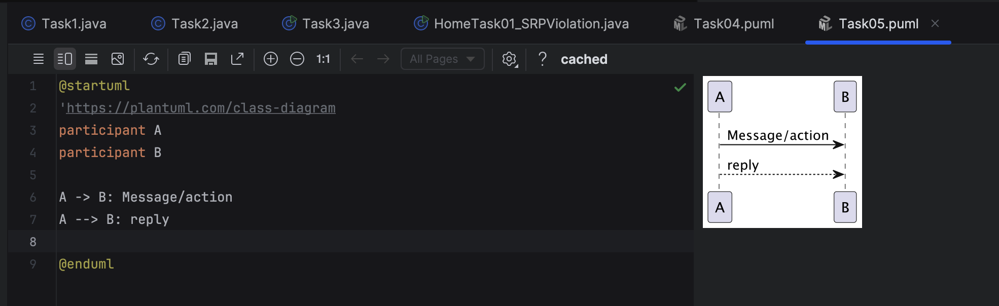 Task1.java Task2.java Task3.java HomeTask01_SRPViolation.java Task04.puml Task05.puml
1:1 All Pages ? cached
1 @startuml
2 'https://plantuml.com/class-diagram
3 participant A
4 participant B
5
6 A -> B: Message/action
7 A --> B: reply
8
9 @enduml
A B
Message/action
reply
A B